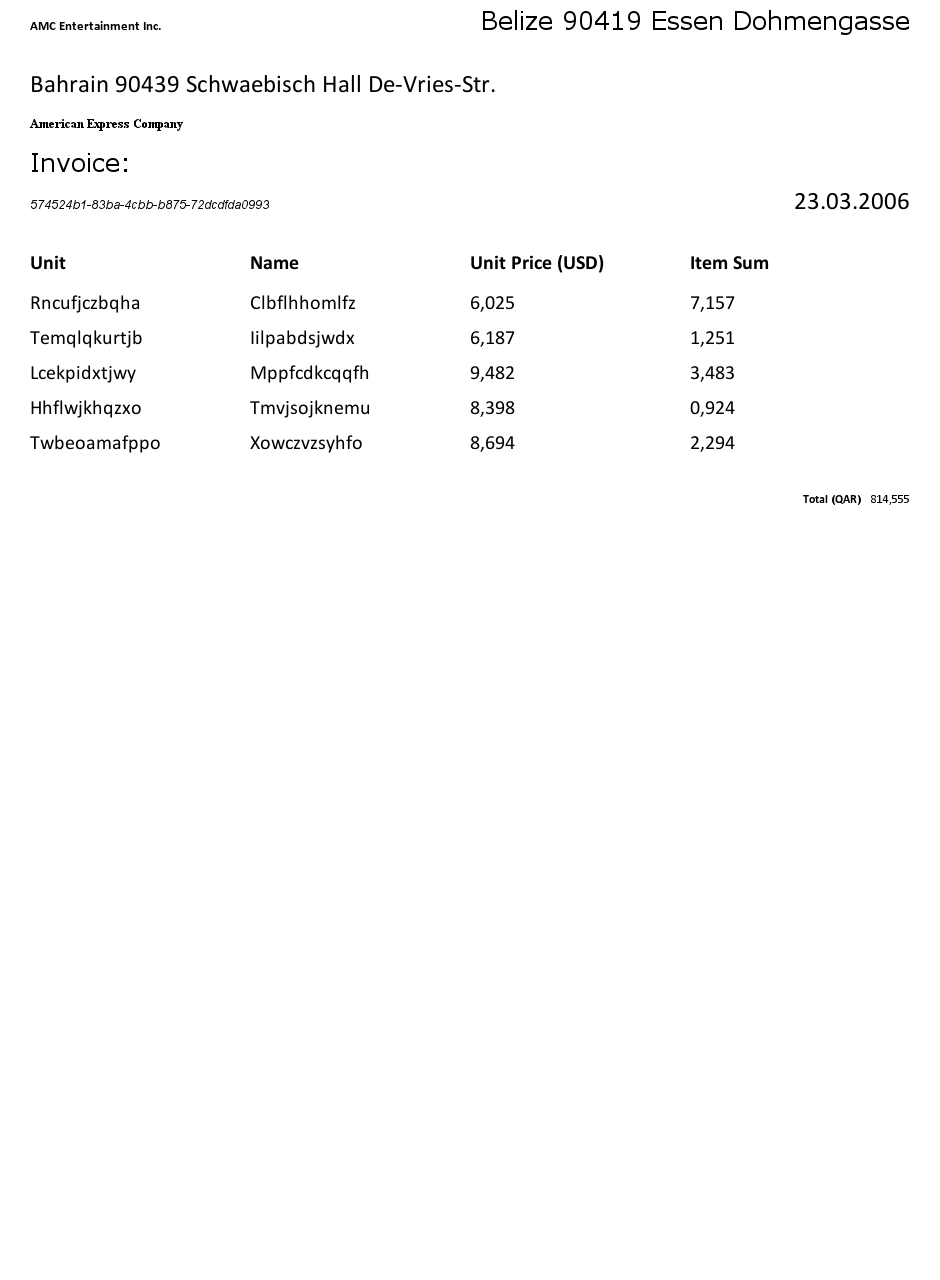 AMC Entertainment Inc. Belize 90419 Essen Dohmengasse
Bahrain 90439 Schwaebisch Hall De-Vries-Str.
American Express Company
Invoice:
574524b1-83ba-4cbb-b875-72dcdfda0993 23.03.2006
Unit Name Unit Price (USD) Item Sum
Rncufjczbqha Clbflhhomlfz 6,025 7,157
Temqlqkurtjb Iilpabdsjwdx 6,187 1,251
Lcekpidxtjwy Mppfcdkcqqfh 9,482 3,483
Hhflwjkhqzxo Tmvjsojknemu 8,398 0,924
Twbeoamafppo Xowczvzsyhfo 8,694 2,294
Total (QAR) 814,555